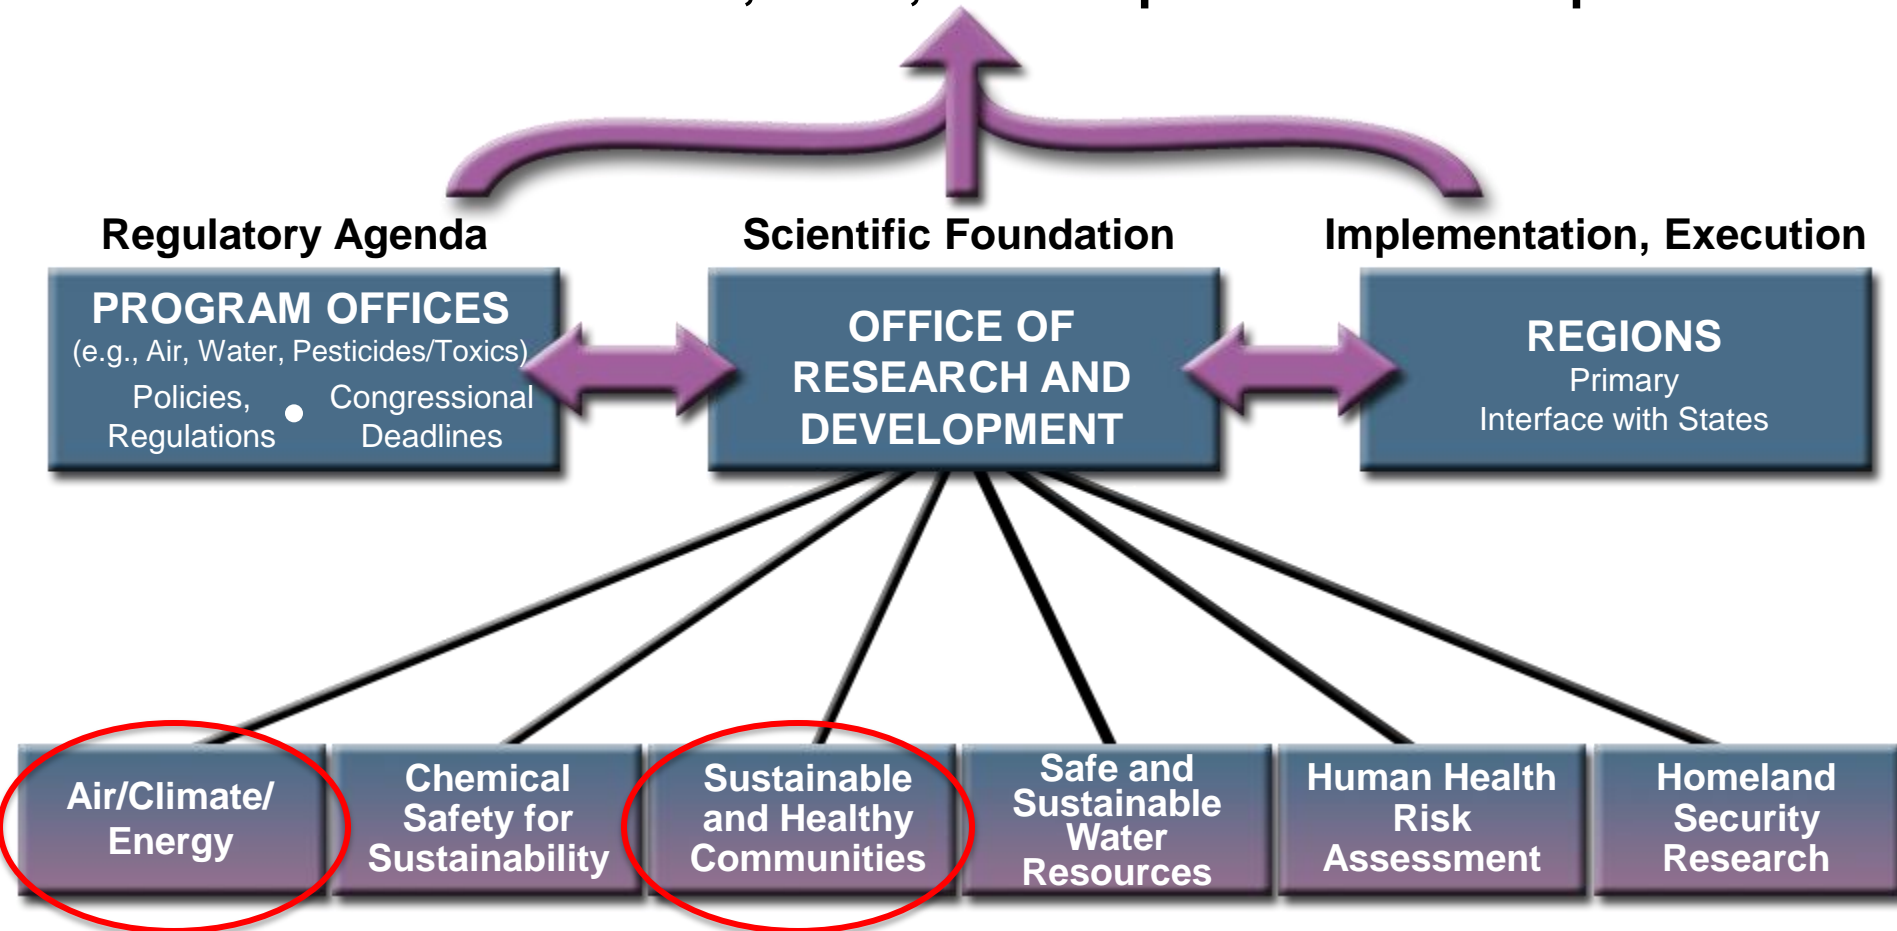 Regulatory Agenda
Scientific Foundation
Implementation, Execution
PROGRAM OFFICES
(e.g., Air, Water, Pesticides/Toxics)
Policies,
Regulations
•
Congressional
Deadlines
OFFICE OF
RESEARCH AND
DEVELOPMENT
REGIONS
Primary
Interface with States
Air/Climate/
Energy
Chemical
Safety for
Sustainability
Sustainable
and Healthy
Communities
Safe and
Sustainable
Water
Resources
Human Health
Risk
Assessment
Homeland
Security
Research